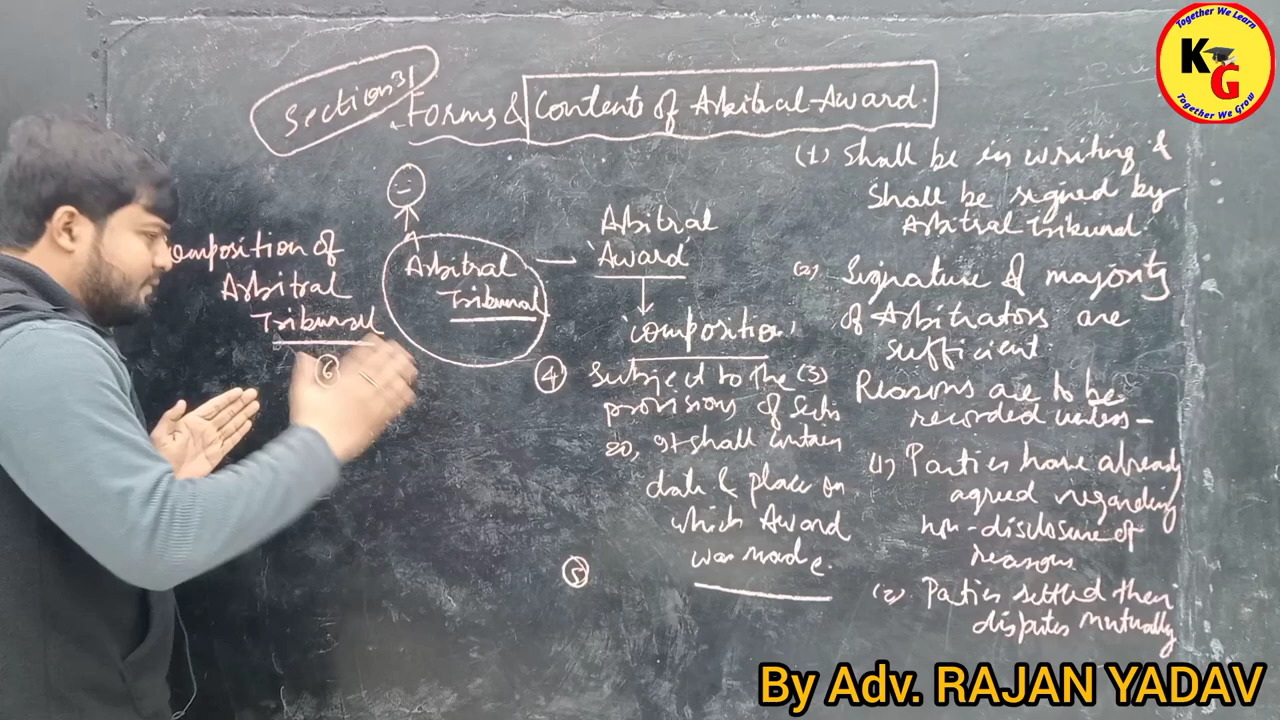 Together We Learn
KG
Together We Grow
Section 31
Forms & Contents of Arbitral Award.
(1) Shall be in writing &
Shall be signed by
Arbitral Tribunal
(2) Signature of majority
of Arbitrators are
sufficient.
(3) Reasons are to be
recorded unless -
(1) Parties have already
agreed regarding
non-disclosure of
reasons.
(2) Parties settled their
disputes mutually
Arbitral
Award
'composition'
(4) Subject to the
provisions of Sectio
20, It shall contain
date & place on
which Award
was made.
(5)
Arbitral
Tribunal
omposition of
Arbitral
Tribunal
(6)
By Adv. RAJAN YADAV